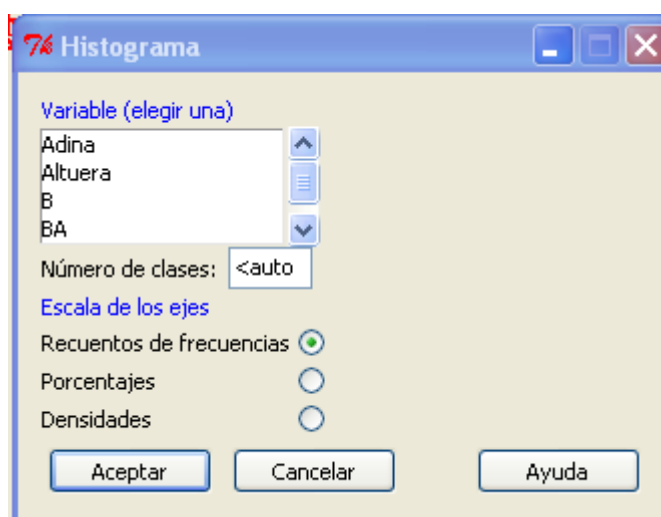 Histograma
Variable (elegir una)
Adina
Altuera
B
BA
Número de clases: <auto
Escala de los ejes
Recuentos de frecuencias
Porcentajes
Densidades
Aceptar Cancelar Ayuda